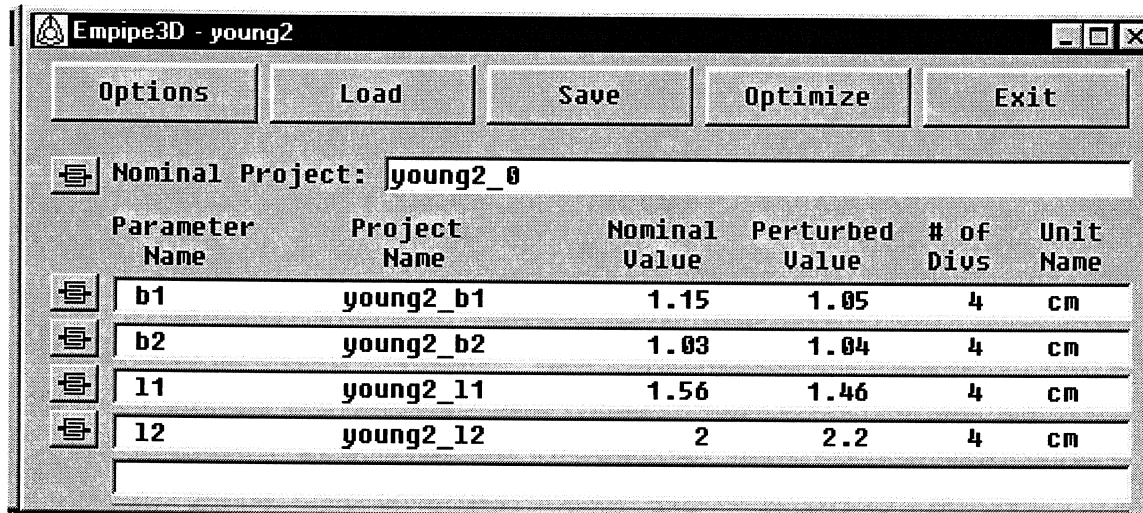 Empipe3D - young2
Options Load Save Optimize Exit
Nominal Project: young2_0
Parameter Project Nominal Perturbed # of Unit
Name Name Value Value Divs Name
b1 young2_b1 1.15 1.05 4 cm
b2 young2_b2 1.03 1.04 4 cm
l1 young2_l1 1.56 1.46 4 cm
l2 young2_l2 2 2.2 4 cm